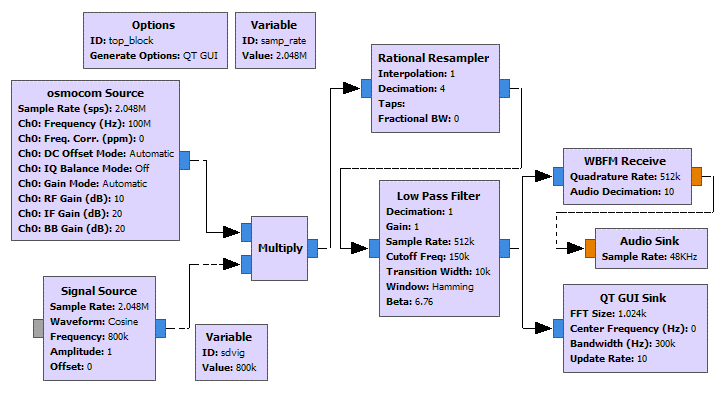 Options
ID: top_block
Generate Options: QT GUI
Variable
ID: samp_rate
Value: 2.048M
osmocom Source
Sample Rate (sps): 2.048M
Ch0: Frequency (Hz): 100M
Ch0: Freq. Corr. (ppm): 0
Ch0: DC Offset Mode: Automatic
Ch0: IQ Balance Mode: Off
Ch0: Gain Mode: Automatic
Ch0: RF Gain (dB): 10
Ch0: IF Gain (dB): 20
Ch0: BB Gain (dB): 20
Signal Source
Sample Rate: 2.048M
Waveform: Cosine
Frequency: 800k
Amplitude: 1
Offset: 0
Variable
ID: sdvig
Value: 800k
Multiply
Rational Resampler
Interpolation: 1
Decimation: 4
Taps:
Fractional BW: 0
Low Pass Filter
Decimation: 1
Gain: 1
Sample Rate: 512k
Cutoff Freq: 150k
Transition Width: 10k
Window: Hamming
Beta: 6.76
WBFM Receive
Quadrature Rate: 512k
Audio Decimation: 10
Audio Sink
Sample Rate: 48KHz
QT GUI Sink
FFT Size: 1.024k
Center Frequency (Hz): 0
Bandwidth (Hz): 300k
Update Rate: 10